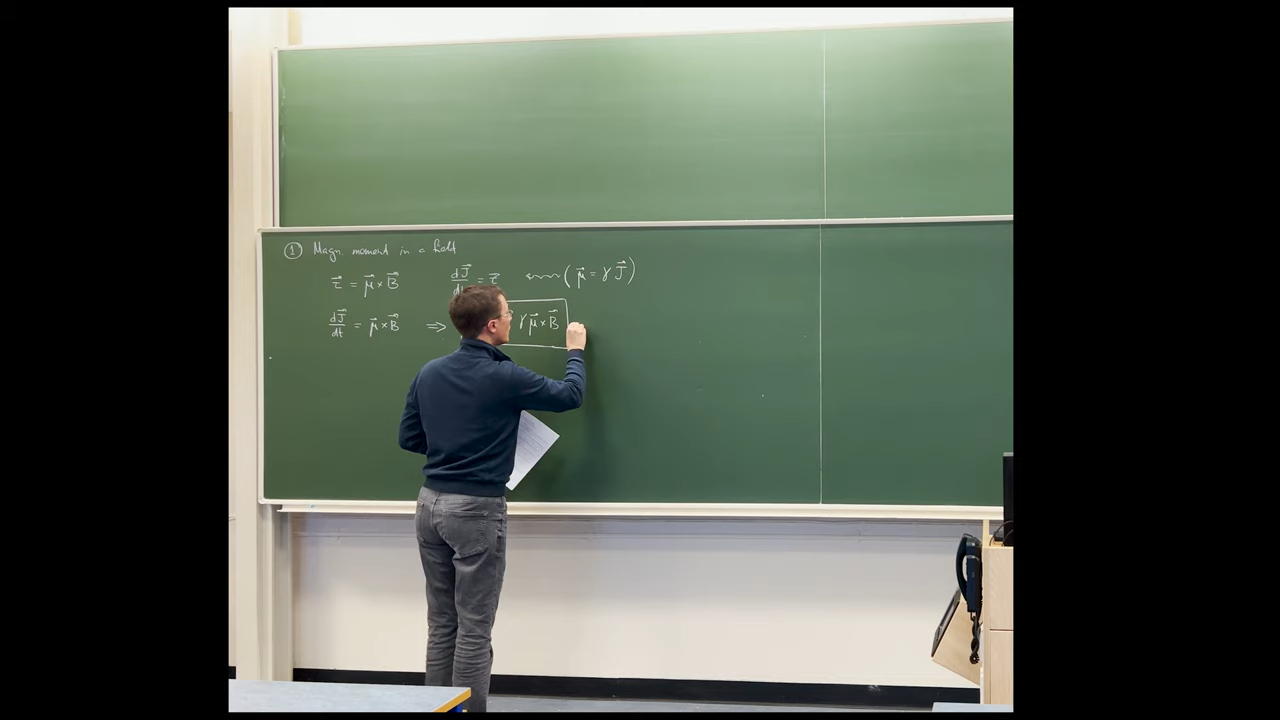 ① Magn. moment in a field
τ⃗ = μ⃗ × B⃗ dJ⃗/dt = τ⃗ (μ⃗ = γ J⃗)
dJ⃗/dt = μ⃗ × B⃗ ⇒ γ μ⃗ × B⃗